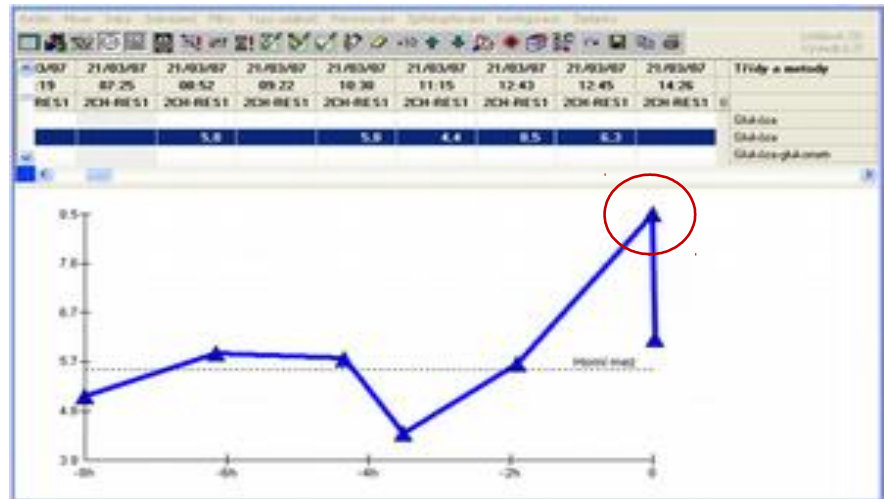 3/07 21/03/07 21/03/07 21/03/07 21/03/07 21/03/07 21/03/07 21/03/07 21/03/07 Třídy a metody
:19 07:25 08:52 09:22 10:30 11:15 12:43 12:45 14:26
RES1 2CH-RES1 2CH-RES1 2CH-RES1 2CH-RES1 2CH-RES1 2CH-RES1 2CH-RES1 2CH-RES1
Glukóza
5.8 5.8 4.4 8.5 6.3 Glukóza
Glukóza-glukometr
8.5
7.6
6.7
5.7
Horní mez
4.8
3.9
-8h -6h -4h -2h 0